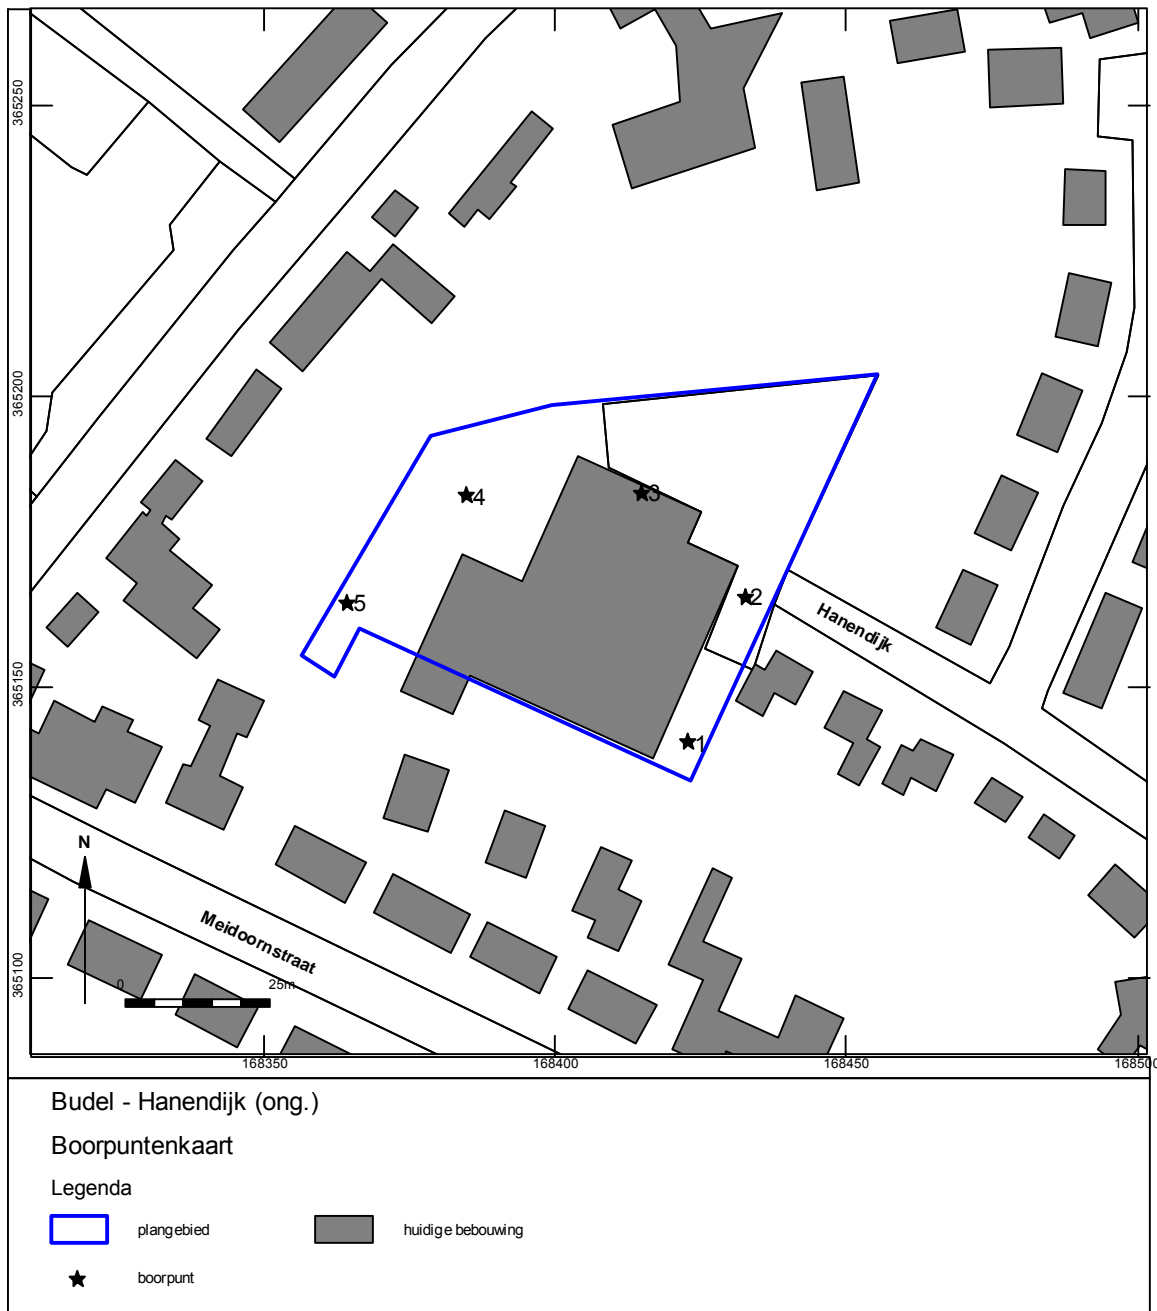 365250
365200
365150
365100
4
3
5
2
1
Hanendijk
N
Meidoornstraat
0
25m
168350
168400
168450
168500
Budel - Hanendijk (ong.)
Boorpuntenkaart
Legenda
plangebied
huidige bebouwing
boorpunt